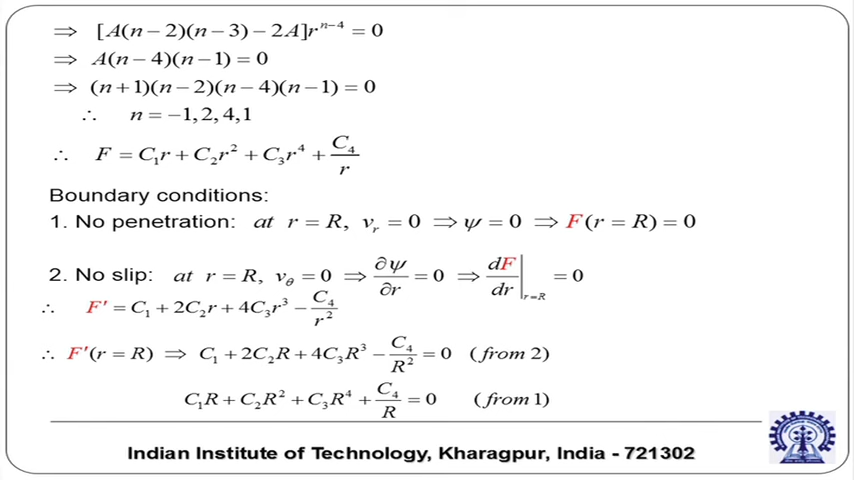 ⇒ [A(n − 2)(n − 3) − 2A]rⁿ⁻⁴ = 0
⇒ A(n − 4)(n − 1) = 0
⇒ (n + 1)(n − 2)(n − 4)(n − 1) = 0
∴ n = −1, 2, 4, 1
∴ F = C₁r + C₂r² + C₃r⁴ + C₄/r
Boundary conditions:
1. No penetration: at r = R, vᵣ = 0 ⇒ ψ = 0 ⇒ F(r = R) = 0
2. No slip: at r = R, v_θ = 0 ⇒ ∂ψ/∂r = 0 ⇒ dF/dr|_{r=R} = 0
∴ F′ = C₁ + 2C₂r + 4C₃r³ − C₄/r²
∴ F′(r = R) ⇒ C₁ + 2C₂R + 4C₃R³ − C₄/R² = 0 (from 2)
C₁R + C₂R² + C₃R⁴ + C₄/R = 0 (from 1)
Indian Institute of Technology, Kharagpur, India - 721302